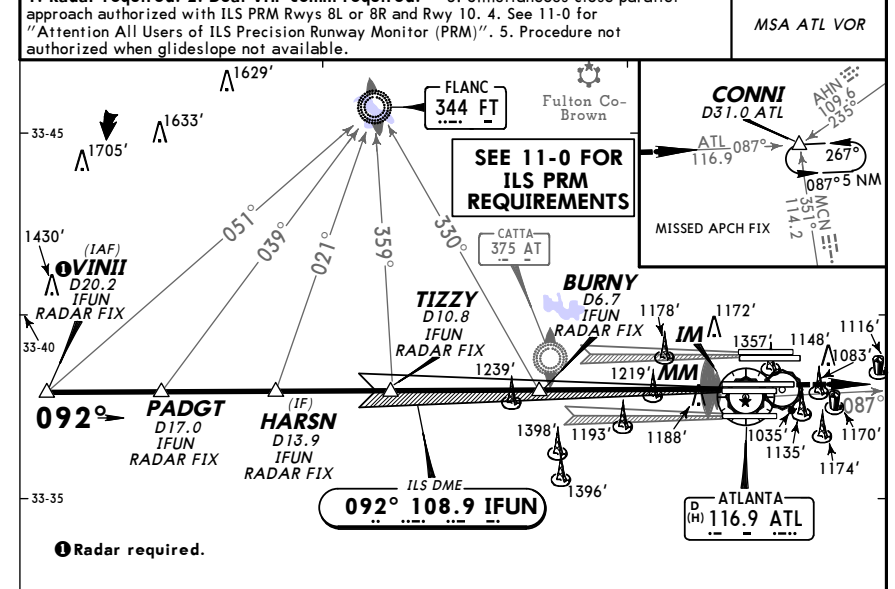 approach authorized with ILS PRM Rwys 8L or 8R and Rwy 10. 4. See 11-0 for
"Attention All Users of ILS Precision Runway Monitor (PRM)". 5. Procedure not
authorized when glideslope not available.
MSA ATL VOR
1629'
1633'
1705'
33-45
FLANC
344 FT
Fulton Co-
Brown
CONNI
D31.0 ATL
AHN
109.6
235°
ATL
116.9
087°
267°
087° 5 NM
MCN
351°
114.2
MISSED APCH FIX
SEE 11-0 FOR
ILS PRM
REQUIREMENTS
051°
039°
021°
359°
330°
CATTA
375 AT
1430'
(IAF)
❶VINII
D20.2
IFUN
RADAR FIX
33-40
TIZZY
D10.8
IFUN
RADAR FIX
BURNY
D6.7
IFUN
RADAR FIX
1178'
1172'
IM
MM
1357'
1148'
1116'
1083'
1239'
1219'
092°
PADGT
D17.0
IFUN
RADAR FIX
(IF)
HARSN
D13.9
IFUN
RADAR FIX
087°
1398'
1193'
1188'
1035'
1135'
1170'
1174'
1396'
33-35
ILS DME
092° 108.9 IFUN
ATLANTA
D
(H)
116.9 ATL
❶Radar required.